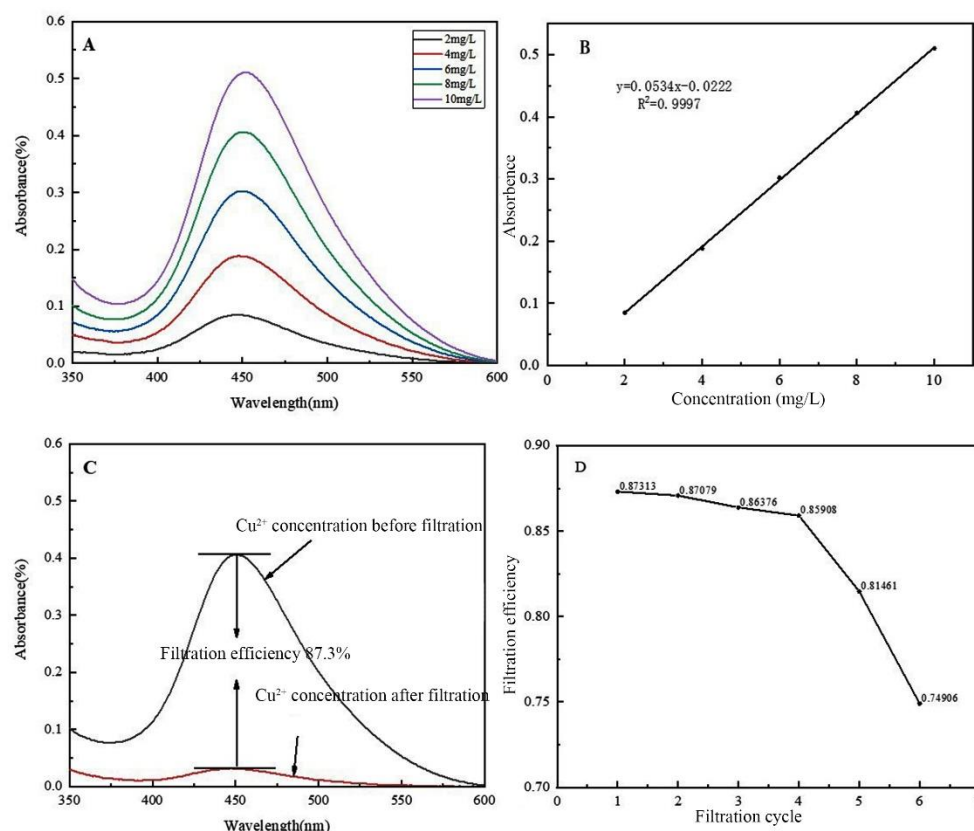 A
2mg/L
4mg/L
6mg/L
8mg/L
10mg/L
0.6
0.5
0.4
0.3
0.2
0.1
0.0
Absorbance(%)
350 400 450 500 550 600
Wavelength(nm)
B
y=0.0534x-0.0222
R²=0.9997
0.5
0.4
0.3
0.2
0.1
0.0
Absorbence
0 2 4 6 8 10
Concentration (mg/L)
C
0.6
0.5
0.4
0.3
0.2
0.1
0.0
Absorbance(%)
Cu²⁺ concentration before filtration
Filtration efficiency 87.3%
Cu²⁺ concentration after filtration
350 400 450 500 550 600
Wavelength(nm)
D
0.90
0.85
0.80
0.75
0.70
Filtration efficiency
0.87313
0.87079
0.86376
0.85908
0.81461
0.74906
0 1 2 3 4 5 6
Filtration cycle